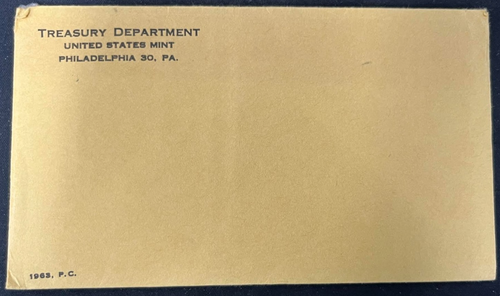 TREASURY DEPARTMENT
UNITED STATES MINT
PHILADELPHIA 30, PA.
1963, P.C.